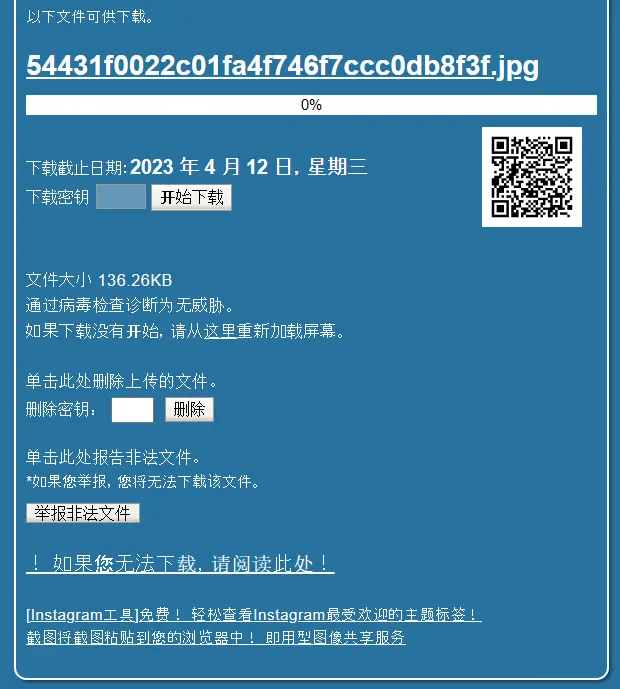 以下文件可供下载。
54431f0022c01fa4f746f7ccc0db8f3f.jpg
0%
下载截止日期: 2023 年 4 月 12 日, 星期三
下载密钥 开始下载
文件大小 136.26KB
通过病毒检查诊断为无威胁。
如果下载没有开始, 请从这里重新加载屏幕。
单击此处删除上传的文件。
删除密钥： 删除
单击此处报告非法文件。
*如果您举报, 您将无法下载该文件。
举报非法文件
！ 如果您无法下载, 请阅读此处！
[Instagram工具]免费！ 轻松查看Instagram最受欢迎的主题标签！
截图将截图粘贴到您的浏览器中！ 即用型图像共享服务